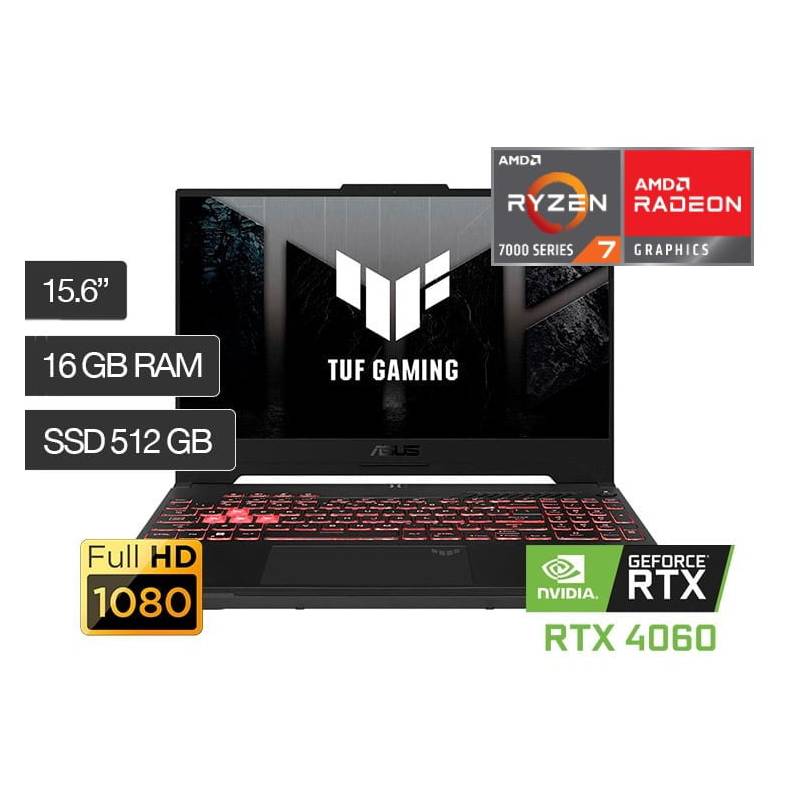 AMD
RYZEN
7000 SERIES 7
AMD
RADEON
GRAPHICS
15.6”
16 GB RAM
SSD 512 GB
TUF GAMING
ASUS
Full HD
1080
NVIDIA.
GEFORCE
RTX
RTX 4060